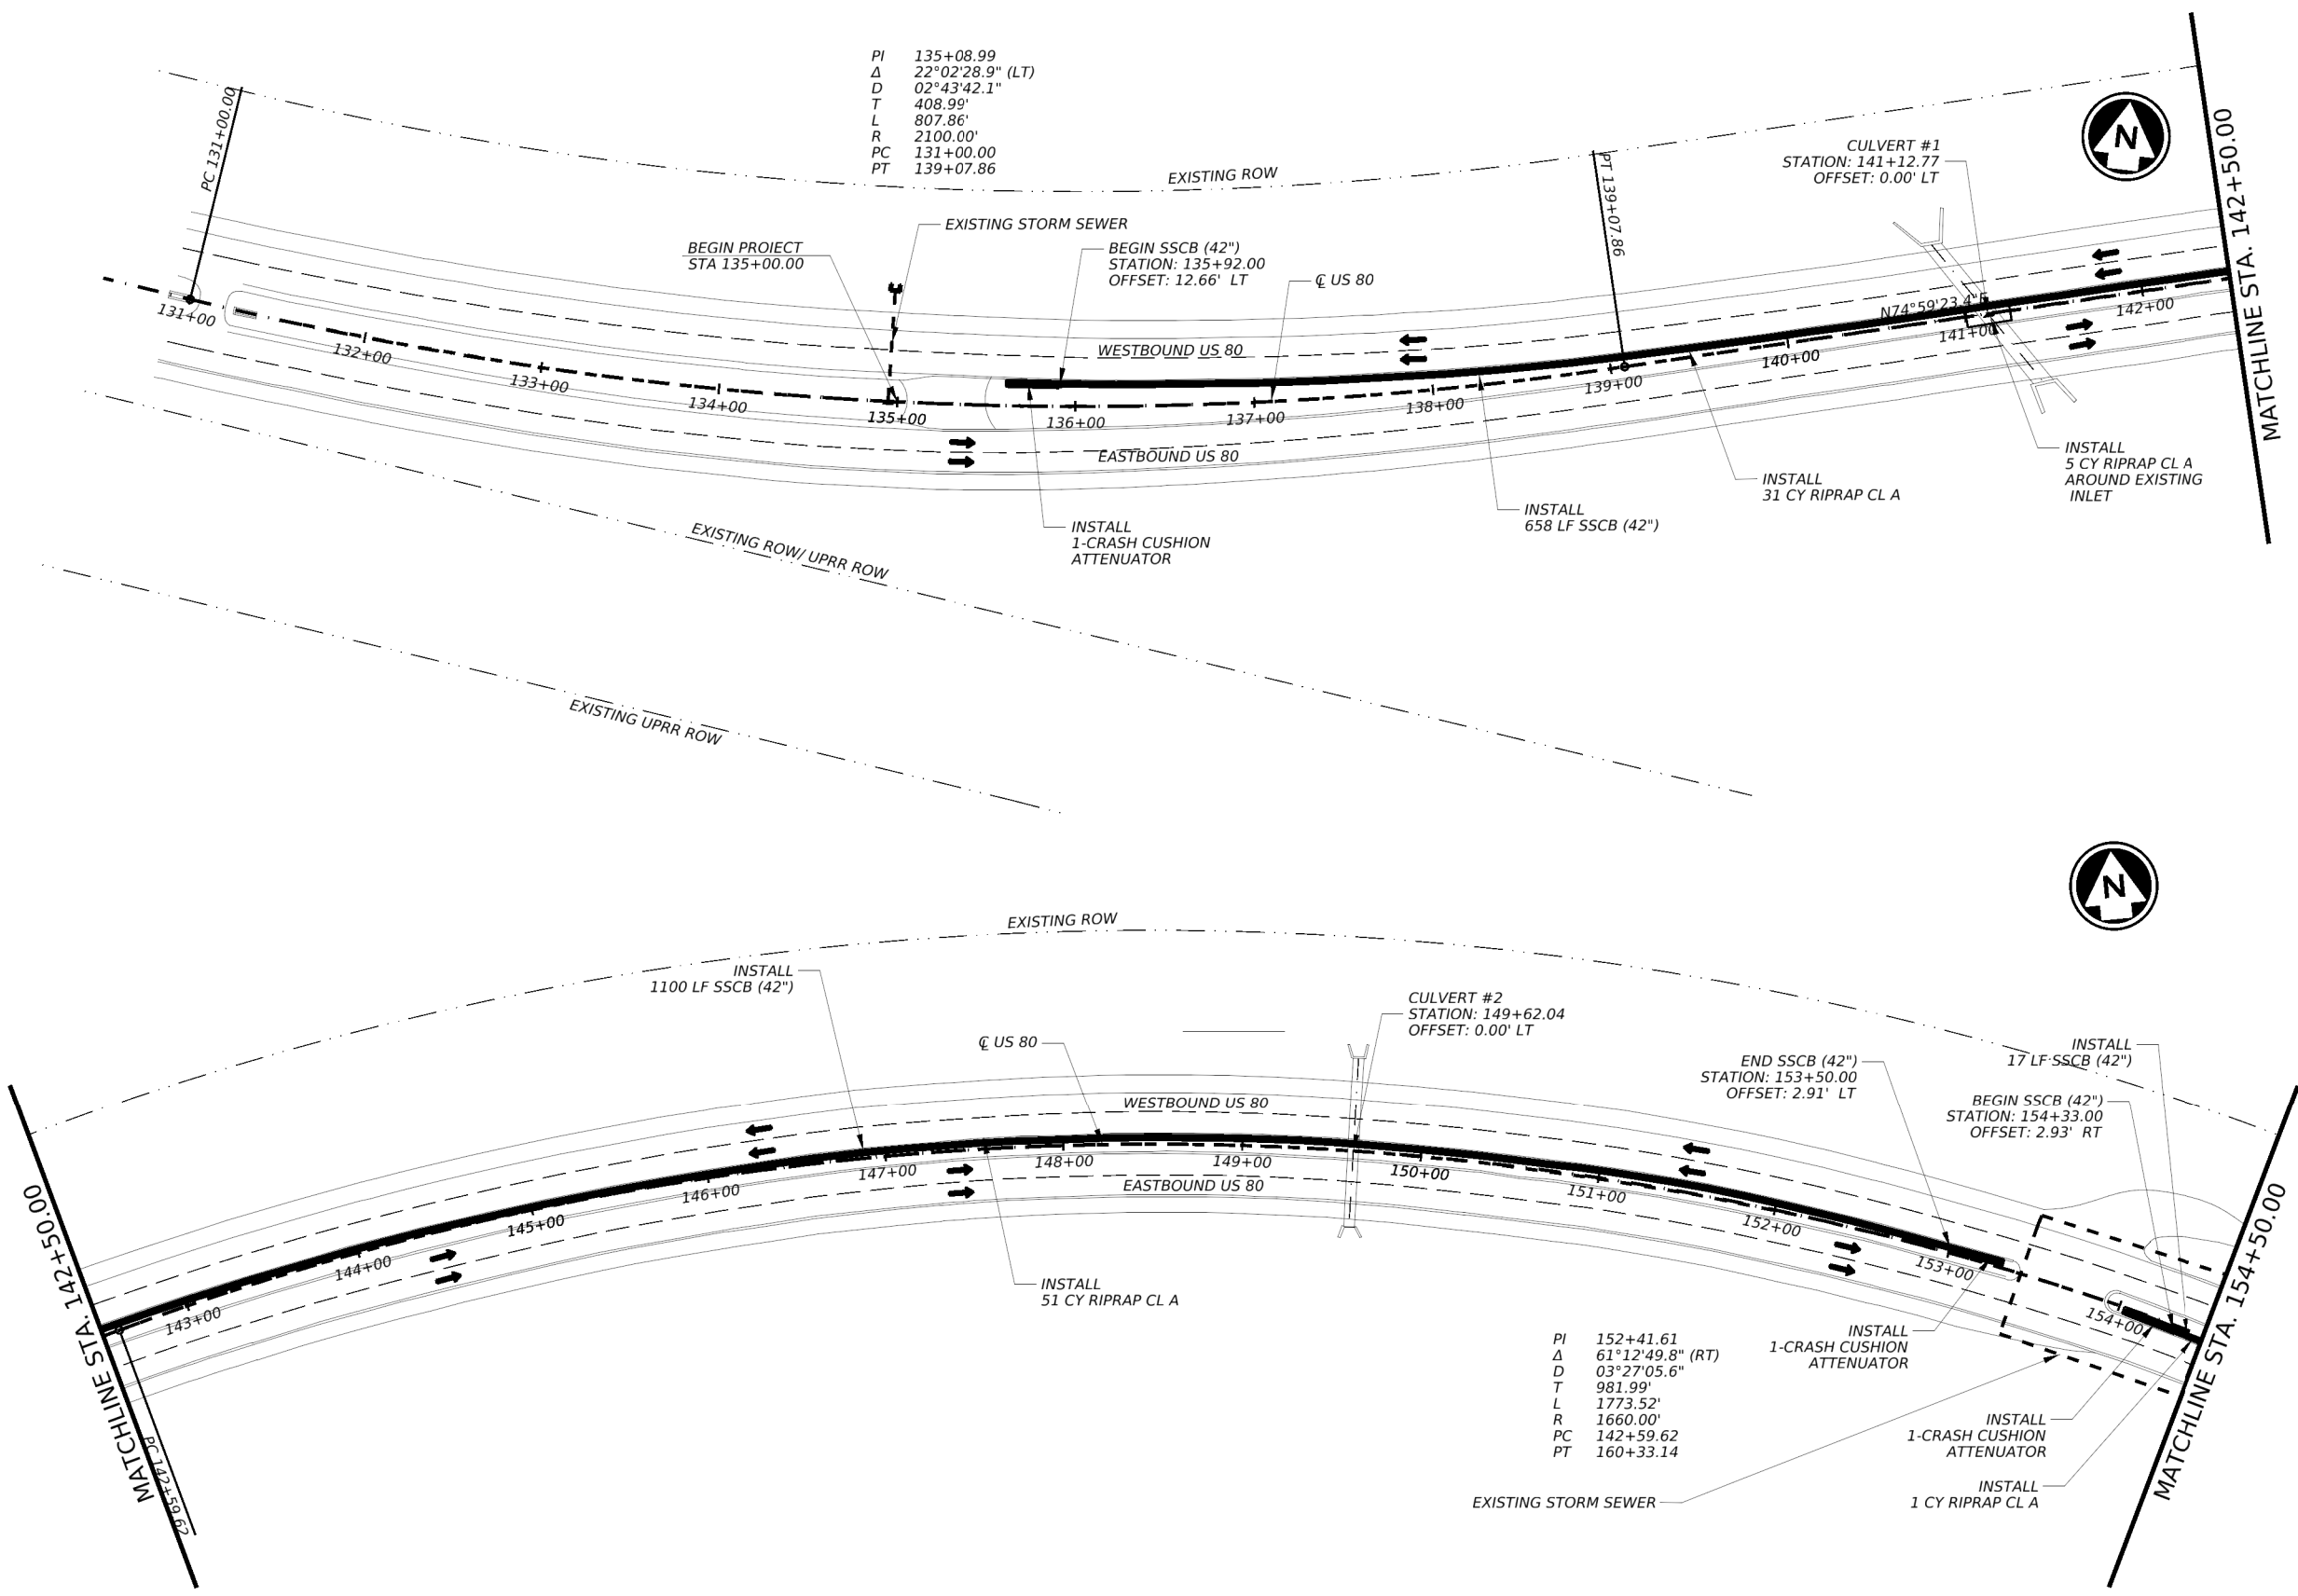 PI 135+08.99
Δ 22°02'28.9" (LT)
D 02°43'42.1"
T 408.99'
L 807.86'
R 2100.00'
PC 131+00.00
PT 139+07.86
PC 131+00.00
EXISTING ROW
PT 139+07.86
CULVERT #1
STATION: 141+12.77
OFFSET: 0.00' LT
N
MATCHLINE STA. 142+50.00
EXISTING STORM SEWER
BEGIN PROJECT
STA 135+00.00
BEGIN SSCB (42")
STATION: 135+92.00
OFFSET: 12.66' LT
℄ US 80
N74°59'23.4"E
131+00
132+00
133+00
134+00
135+00
136+00
137+00
138+00
139+00
140+00
141+00
142+00
WESTBOUND US 80
EASTBOUND US 80
INSTALL
5 CY RIPRAP CL A
AROUND EXISTING
INLET
INSTALL
31 CY RIPRAP CL A
INSTALL
658 LF SSCB (42")
INSTALL
1-CRASH CUSHION
ATTENUATOR
EXISTING ROW/ UPRR ROW
EXISTING UPRR ROW
N
EXISTING ROW
INSTALL
1100 LF SSCB (42")
℄ US 80
CULVERT #2
STATION: 149+62.04
OFFSET: 0.00' LT
END SSCB (42")
STATION: 153+50.00
OFFSET: 2.91' LT
INSTALL
17 LF SSCB (42")
BEGIN SSCB (42")
STATION: 154+33.00
OFFSET: 2.93' RT
WESTBOUND US 80
EASTBOUND US 80
143+00
144+00
145+00
146+00
147+00
148+00
149+00
150+00
151+00
152+00
153+00
154+00
MATCHLINE STA. 142+50.00
PC 142+59.62
MATCHLINE STA. 154+50.00
INSTALL
51 CY RIPRAP CL A
PI 152+41.61
Δ 61°12'49.8" (RT)
D 03°27'05.6"
T 981.99'
L 1773.52'
R 1660.00'
PC 142+59.62
PT 160+33.14
INSTALL
1-CRASH CUSHION
ATTENUATOR
INSTALL
1-CRASH CUSHION
ATTENUATOR
INSTALL
1 CY RIPRAP CL A
EXISTING STORM SEWER